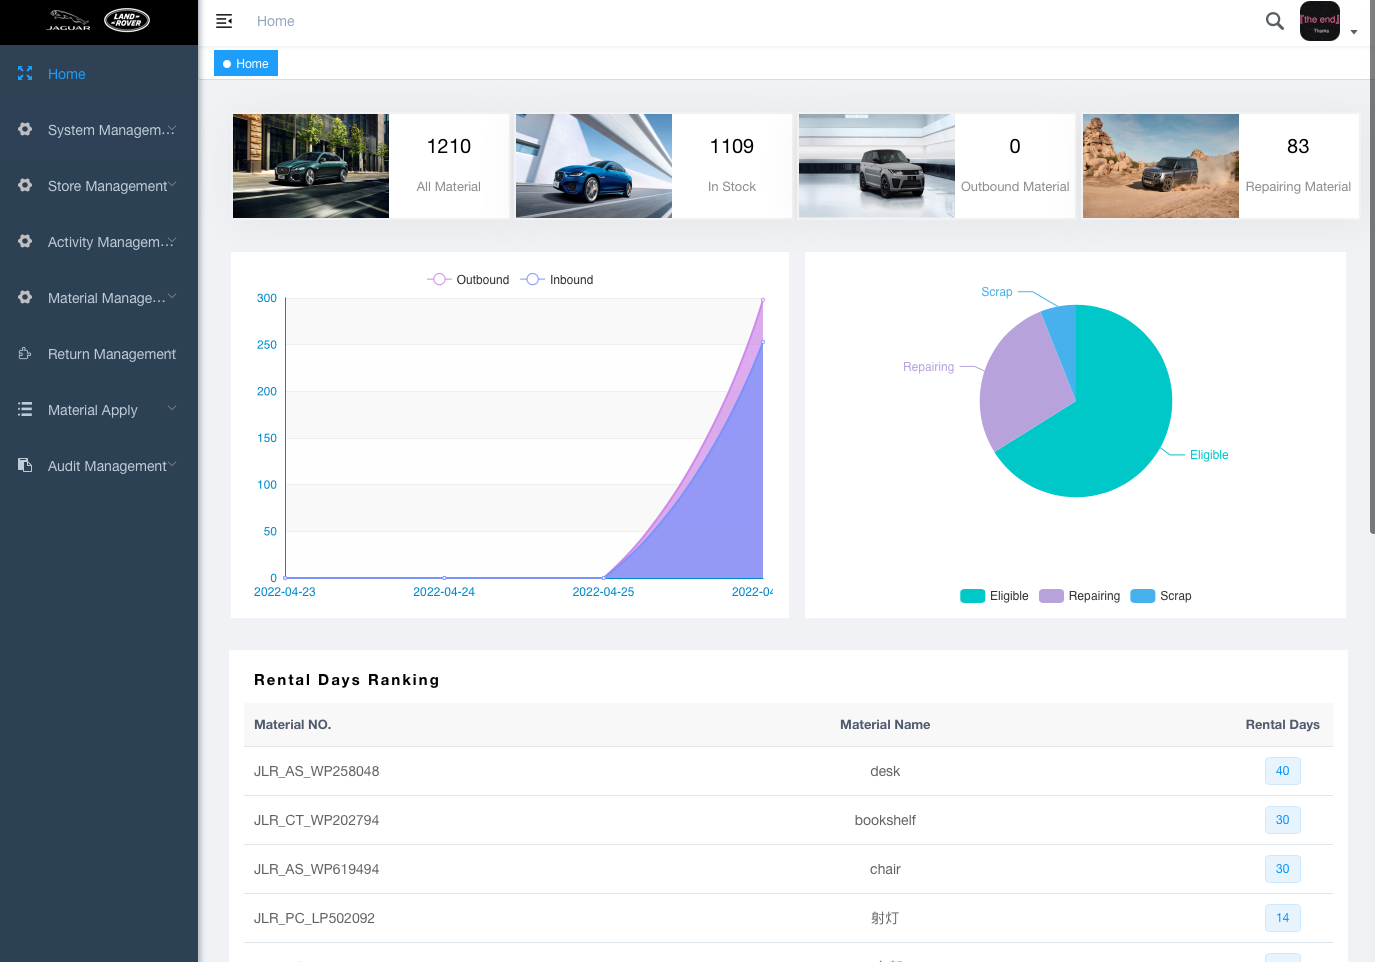 JAGUAR
LAND-
ROVER
Home
『the end』
Thanks
Home
Home
System Managem...
Store Management
Activity Managem...
Material Manage...
Return Management
Material Apply
Audit Management
1210
All Material
1109
In Stock
0
Outbound Material
83
Repairing Material
Outbound
Inbound
300
250
200
150
100
50
0
2022-04-23
2022-04-24
2022-04-25
2022-04
Scrap
Repairing
Eligible
Eligible
Repairing
Scrap
Rental Days Ranking
Material NO. Material Name Rental Days
JLR_AS_WP258048 desk 40
JLR_CT_WP202794 bookshelf 30
JLR_AS_WP619494 chair 30
JLR_PC_LP502092 射灯 14